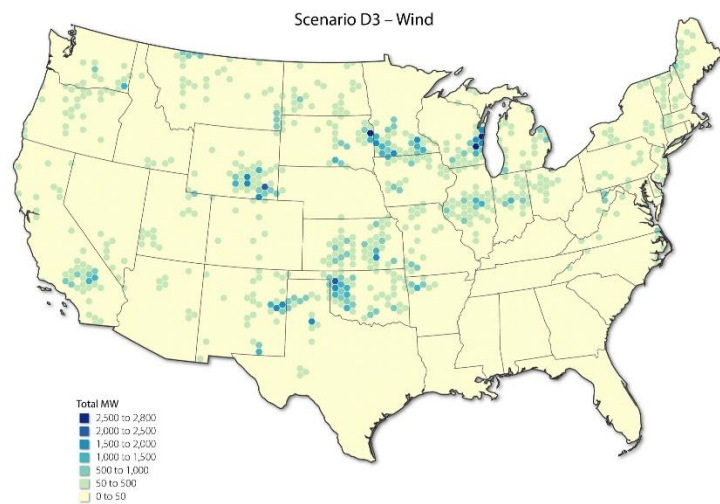 Scenario D3 – Wind
Total MW
2,500 to 2,800
2,000 to 2,500
1,500 to 2,000
1,000 to 1,500
500 to 1,000
50 to 500
0 to 50